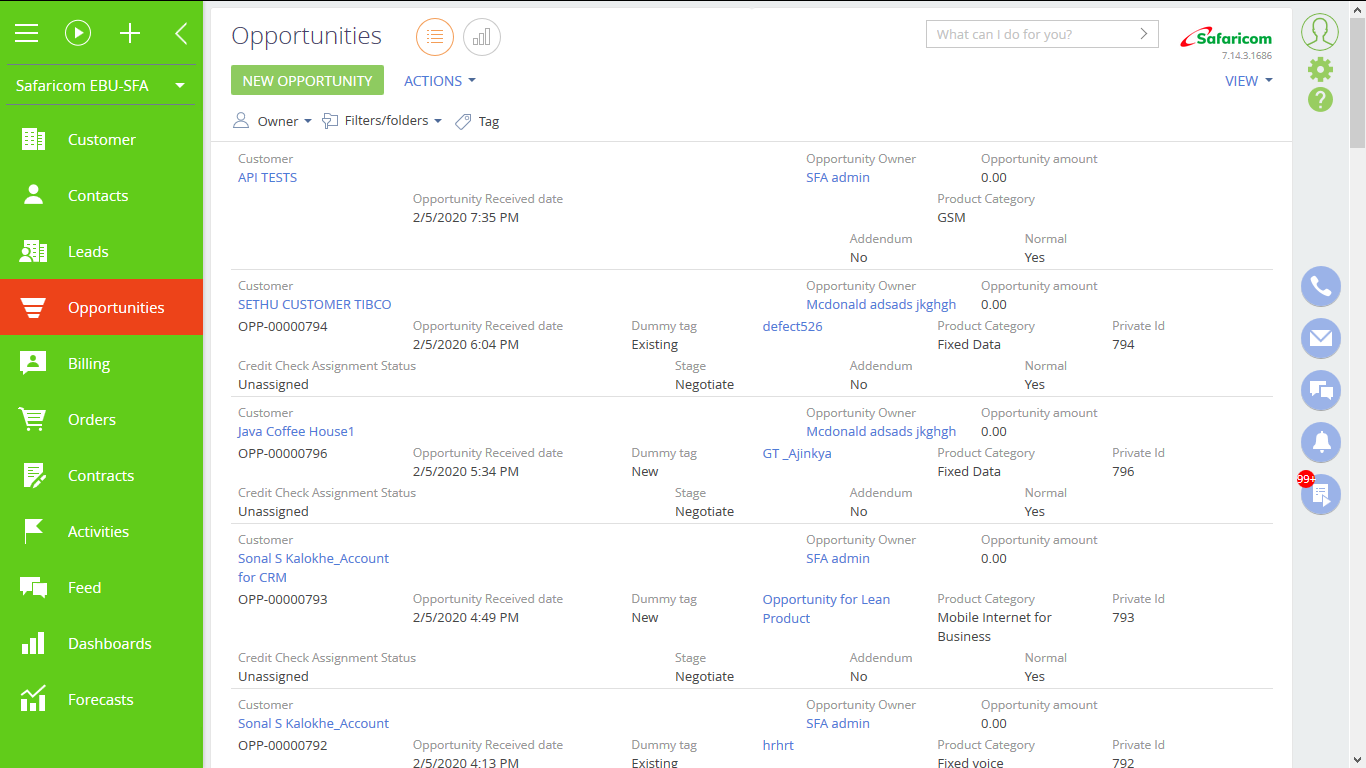 Opportunities
What can I do for you?
Safaricom
7.14.3.1686
Safaricom EBU-SFA
NEW OPPORTUNITY
ACTIONS
VIEW
Owner
Filters/folders
Tag
Customer
Contacts
Leads
Opportunities
Billing
Orders
Contracts
Activities
Feed
Dashboards
Forecasts
Customer Opportunity Owner Opportunity amount
API TESTS SFA admin 0.00
Opportunity Received date Product Category
2/5/2020 7:35 PM GSM
Addendum Normal
No Yes
Customer Opportunity Owner Opportunity amount
SETHU CUSTOMER TIBCO Mcdonald adsads jkghgh 0.00
OPP-00000794 Opportunity Received date Dummy tag defect526 Product Category Private Id
2/5/2020 6:04 PM Existing Fixed Data 794
Credit Check Assignment Status Stage Addendum Normal
Unassigned Negotiate No Yes
Customer Opportunity Owner Opportunity amount
Java Coffee House1 Mcdonald adsads jkghgh 0.00
OPP-00000796 Opportunity Received date Dummy tag GT _Ajinkya Product Category Private Id
2/5/2020 5:34 PM New Fixed Data 796
Credit Check Assignment Status Stage Addendum Normal
Unassigned Negotiate No Yes
Customer Opportunity Owner Opportunity amount
Sonal S Kalokhe_Account SFA admin 0.00
for CRM
OPP-00000793 Opportunity Received date Dummy tag Opportunity for Lean Product Category Private Id
2/5/2020 4:49 PM New Product Mobile Internet for 793
Business
Credit Check Assignment Status Stage Addendum Normal
Unassigned Negotiate No Yes
Customer Opportunity Owner Opportunity amount
Sonal S Kalokhe_Account SFA admin 0.00
OPP-00000792 Opportunity Received date Dummy tag hrhrt Product Category Private Id
2/5/2020 4:13 PM Existing Fixed voice 792
?
99+